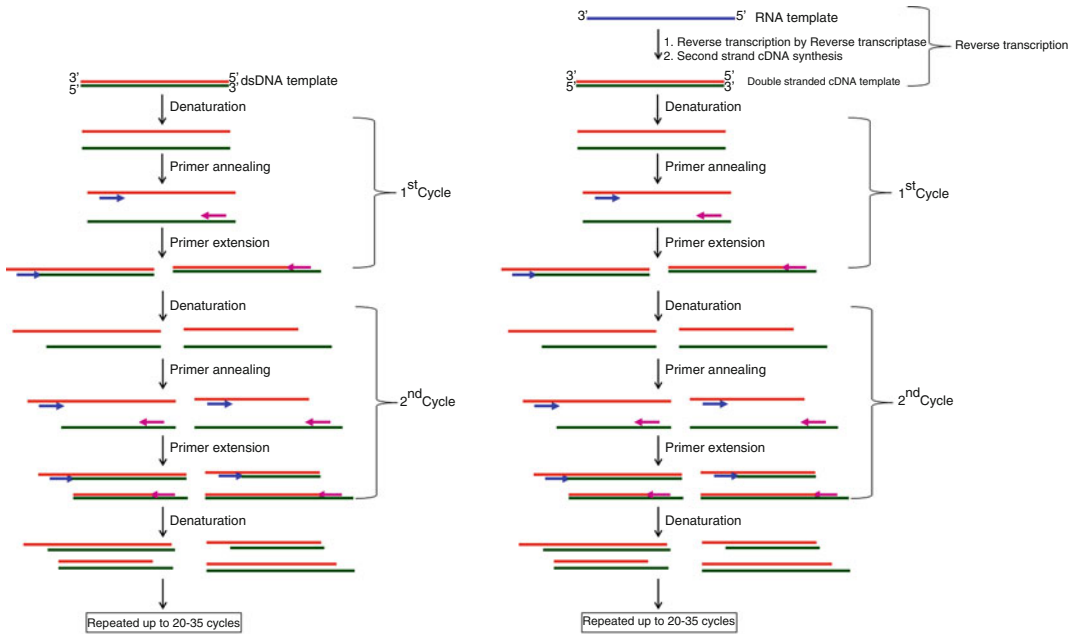 3’ 5’ dsDNA template
5’ 3’
Denaturation
Primer annealing
1st Cycle
Primer extension
Denaturation
Primer annealing
2nd Cycle
Primer extension
Denaturation
Repeated up to 20-35 cycles
3’ 5’ RNA template
1. Reverse transcription by Reverse transcriptase
2. Second strand cDNA synthesis
Reverse transcription
3’ 5’
5’ 3’
Double stranded cDNA template
Denaturation
Primer annealing
1st Cycle
Primer extension
Denaturation
Primer annealing
2nd Cycle
Primer extension
Denaturation
Repeated up to 20-35 cycles